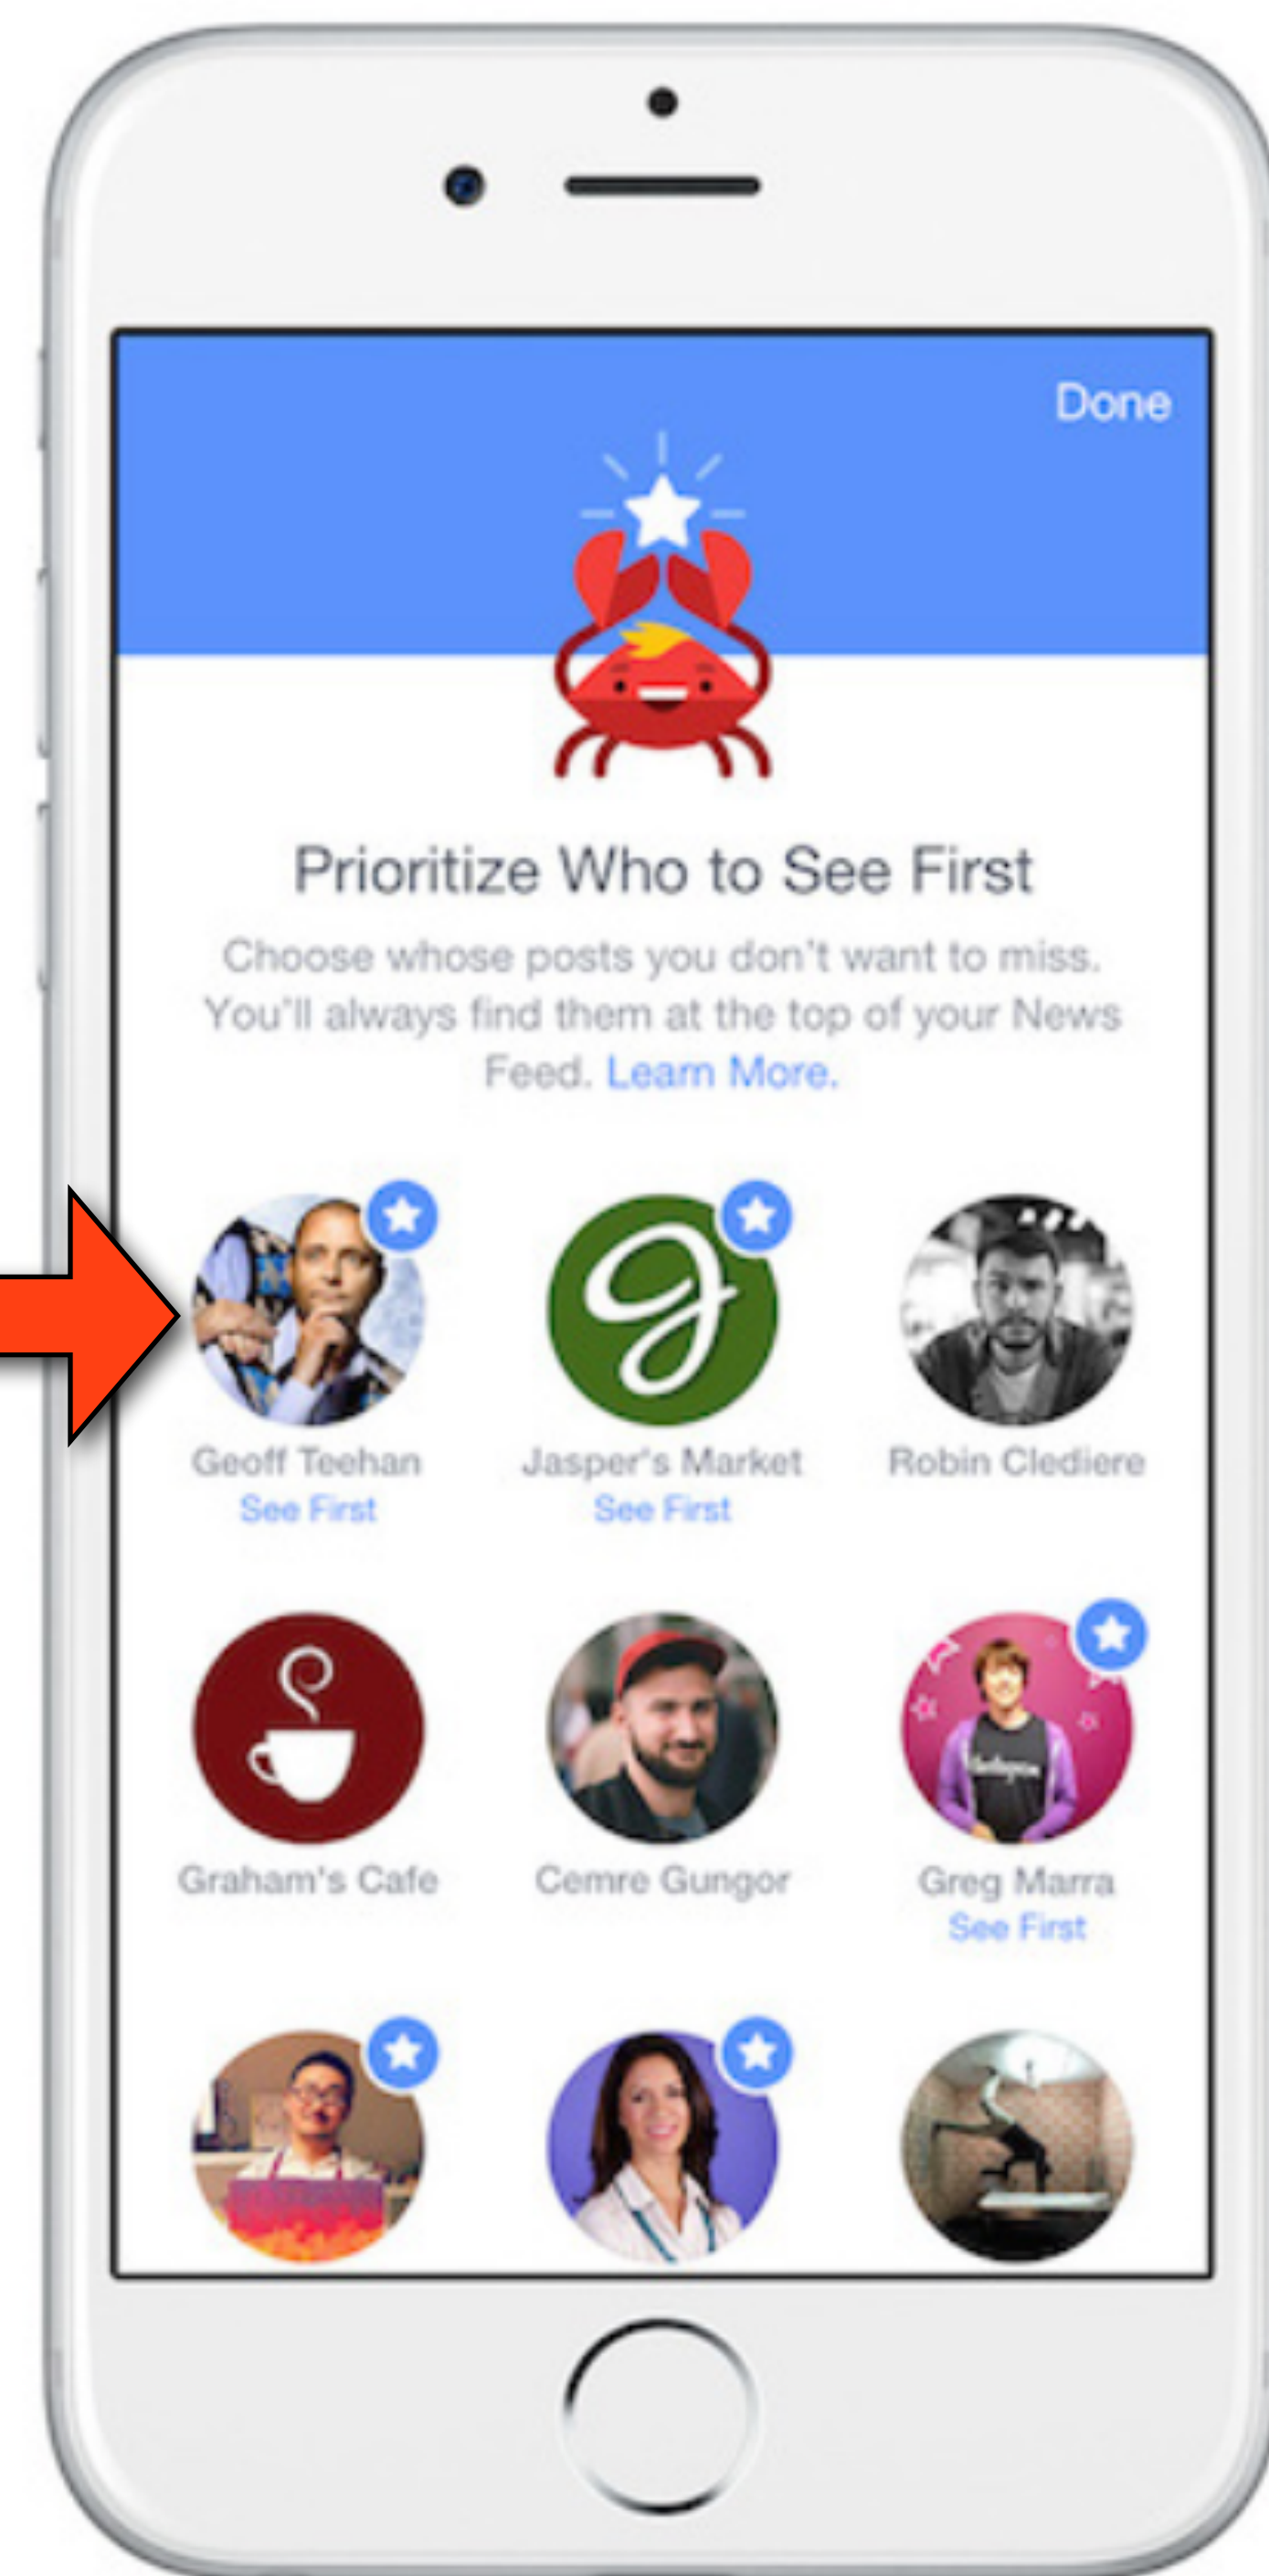 Done
Prioritize Who to See First
Choose whose posts you don't want to miss.
You'll always find them at the top of your News
Feed. Learn More.
Geoff Teehan
See First
Jasper's Market
See First
Robin Clediere
Graham's Cafe
Cemre Gungor
Greg Marra
See First